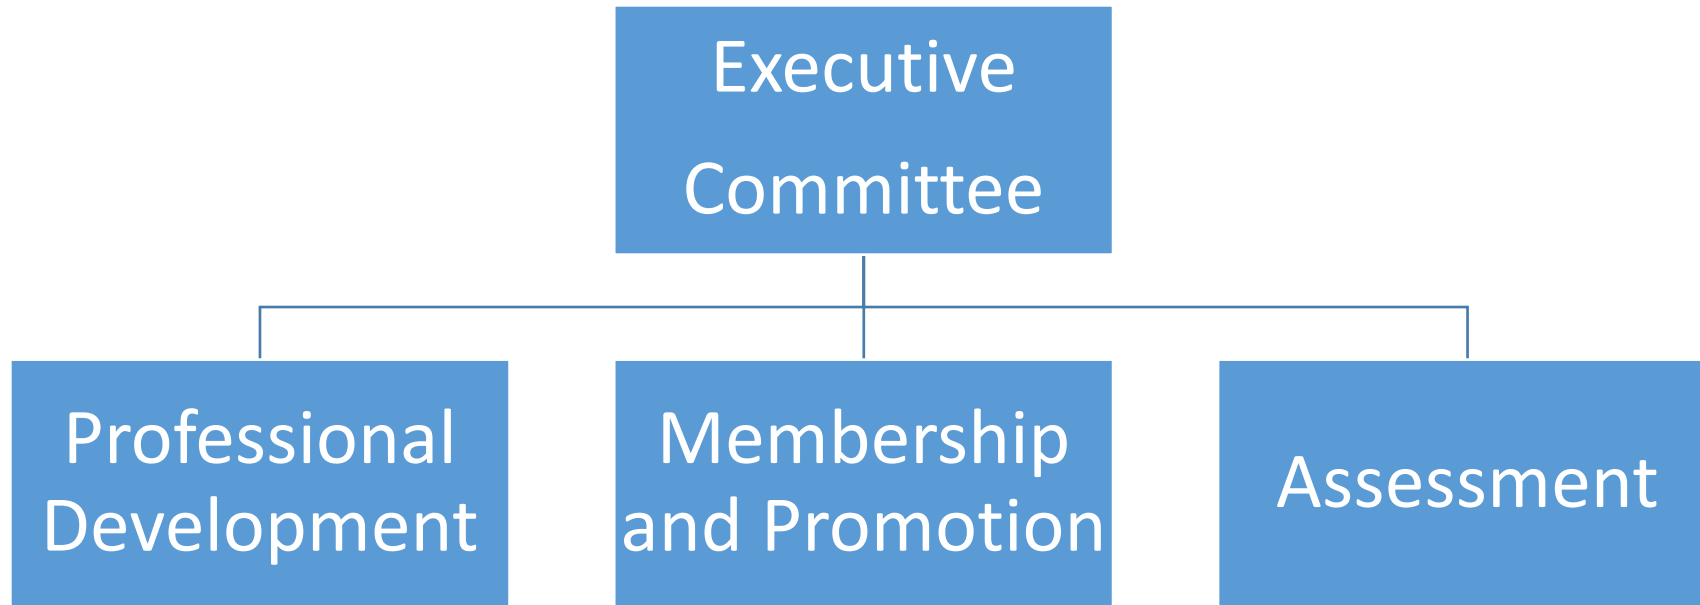 Executive
Committee
Professional
Development
Membership
and Promotion
Assessment